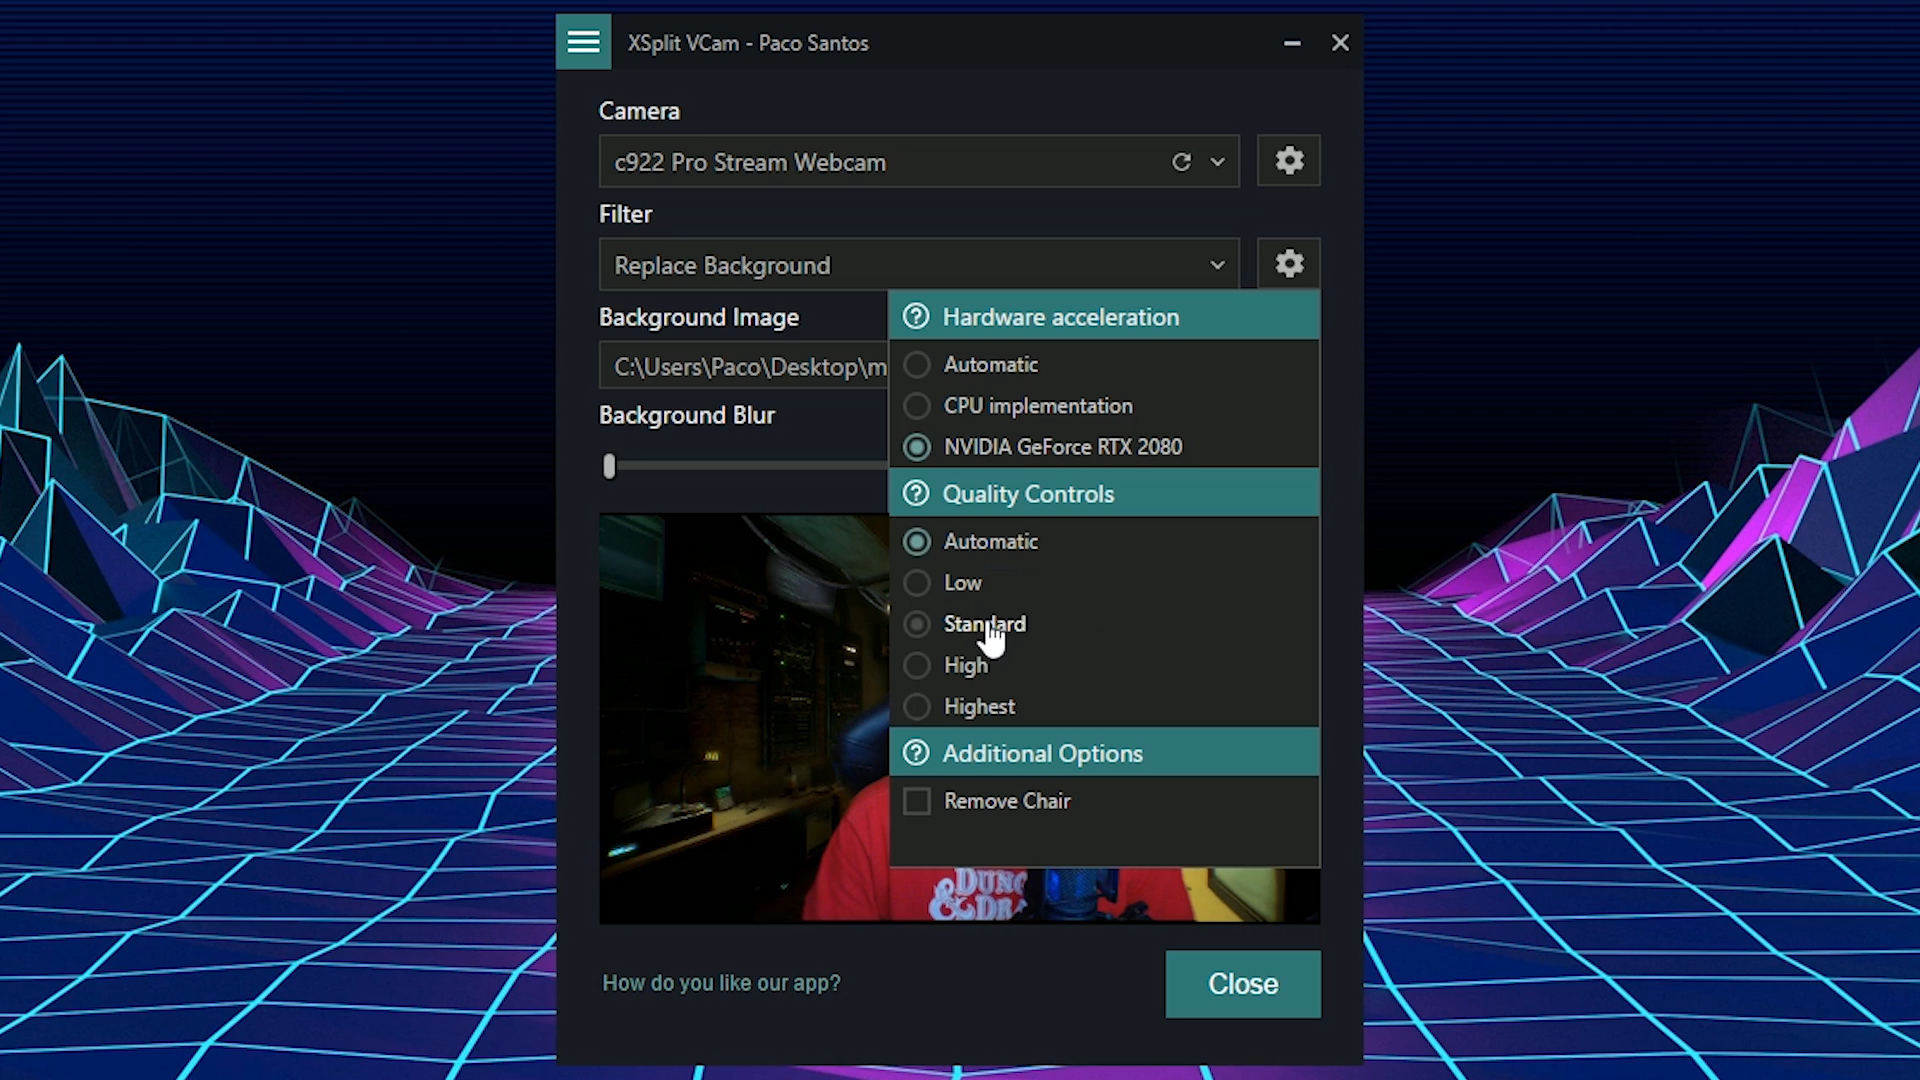 XSplit VCam - Paco Santos
Camera
c922 Pro Stream Webcam
Filter
Replace Background
Background Image
C:\Users\Paco\Desktop\m
Background Blur
Hardware acceleration
Automatic
CPU implementation
NVIDIA GeForce RTX 2080
Quality Controls
Automatic
Low
Standard
High
Highest
Additional Options
Remove Chair
DUNG
&DRA
How do you like our app?
Close